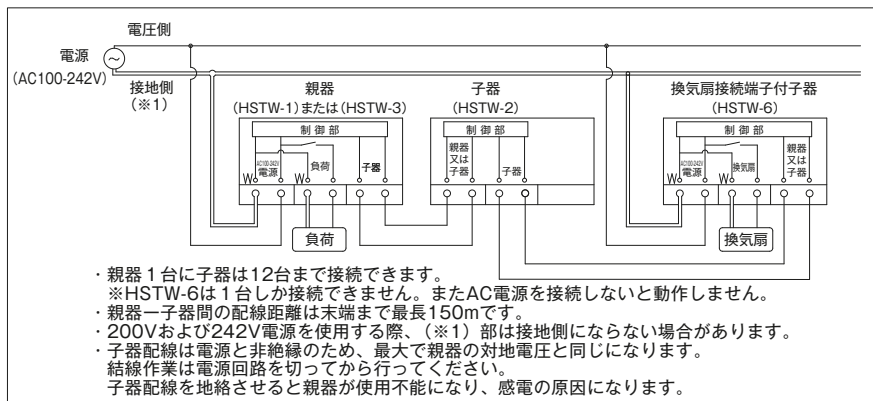 電圧側
電源
～
(AC100-242V)
接地側
(※1)
親器
(HSTW-1)または(HSTW-3)
子器
(HSTW-2)
換気扇接続端子付子器
(HSTW-6)
制御部
AC100-242V
電源
W
W
負荷
子器
制御部
親器
又は
子器
子器
制御部
AC100-242V
電源
W
W
換気扇
親器
又は
子器
負荷
換気扇
・親器1台に子器は12台まで接続できます。
※HSTW-6は1台しか接続できません。またAC電源を接続しないと動作しません。
・親器ー子器間の配線距離は末端まで最長150mです。
・200Vおよび242V電源を使用する際、(※1)部は接地側にならない場合があります。
・子器配線は電源と非絶縁のため、最大で親器の対地電圧と同じになります。
結線作業は電源回路を切ってから行ってください。
子器配線を地絡させると親器が使用不能になり、感電の原因になります。